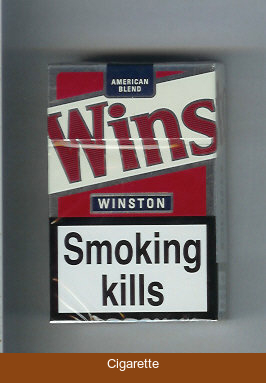 AMERICAN
BLEND
Wins
WINSTON
Smoking
kills
Cigarette